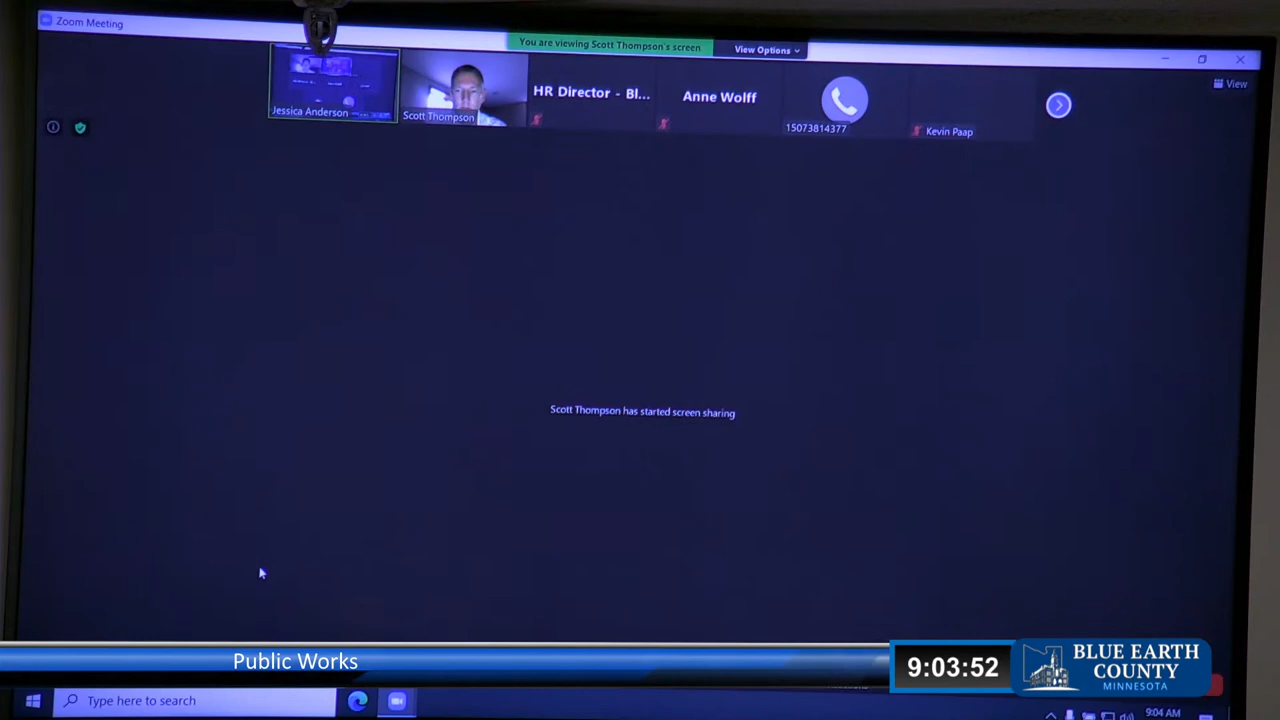 Zoom Meeting
You are viewing Scott Thompson's screen
View Options
View
Jessica Anderson
Scott Thompson
HR Director - Bl...
Anne Wolff
15073814377
Kevin Paap
Scott Thompson has started screen sharing
Public Works
9:03:52
BLUE EARTH
COUNTY
MINNESOTA
Type here to search
9:04 AM